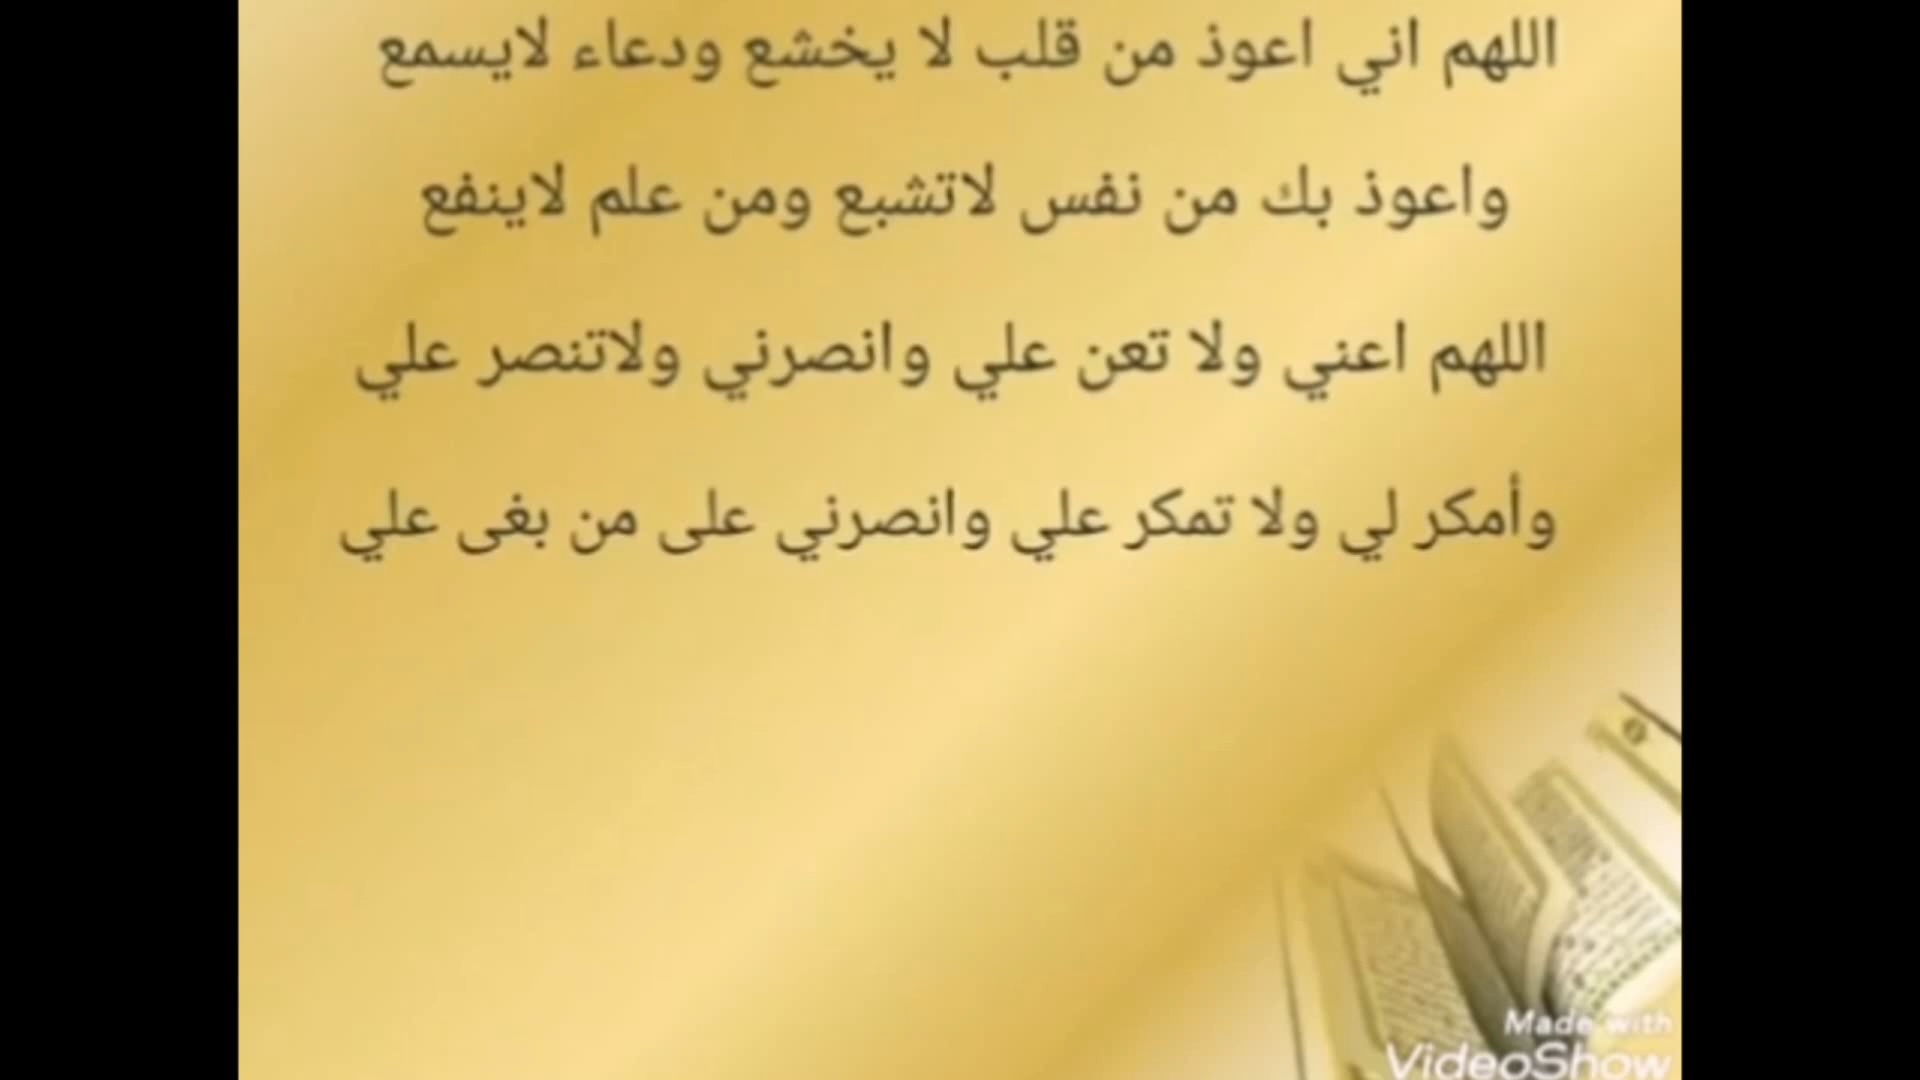 اللهم اني اعوذ من قلب لا يخشع ودعاء لايسمع
واعوذ بك من نفس لاتشبع ومن علم لاينفع
اللهم اعني ولا تعن علي وانصرني ولاتنصر علي
وأمكر لي ولا تمكر علي وانصرني على من بغى علي
Made with
VideoShow